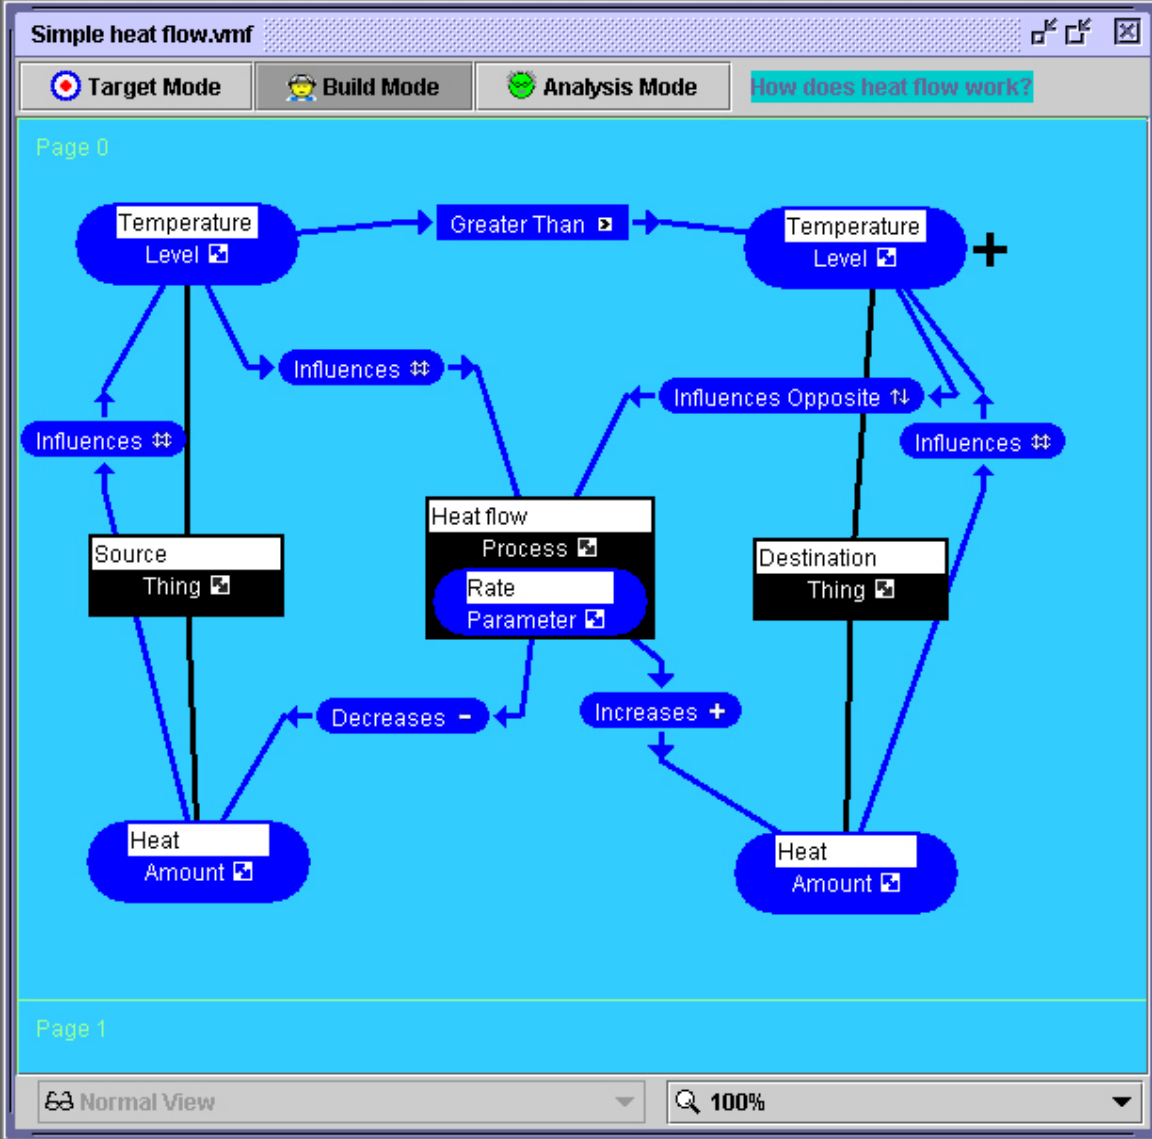 Simple heat flow.vmf
Target Mode
Build Mode
Analysis Mode
How does heat flow work?
Page 0
Temperature
Level
Greater Than
Temperature
Level
Influences
Influences Opposite
Influences
Influences
Heat flow
Process
Rate
Parameter
Source
Thing
Destination
Thing
Decreases -
Increases +
Heat
Amount
Heat
Amount
Page 1
Normal View
100%